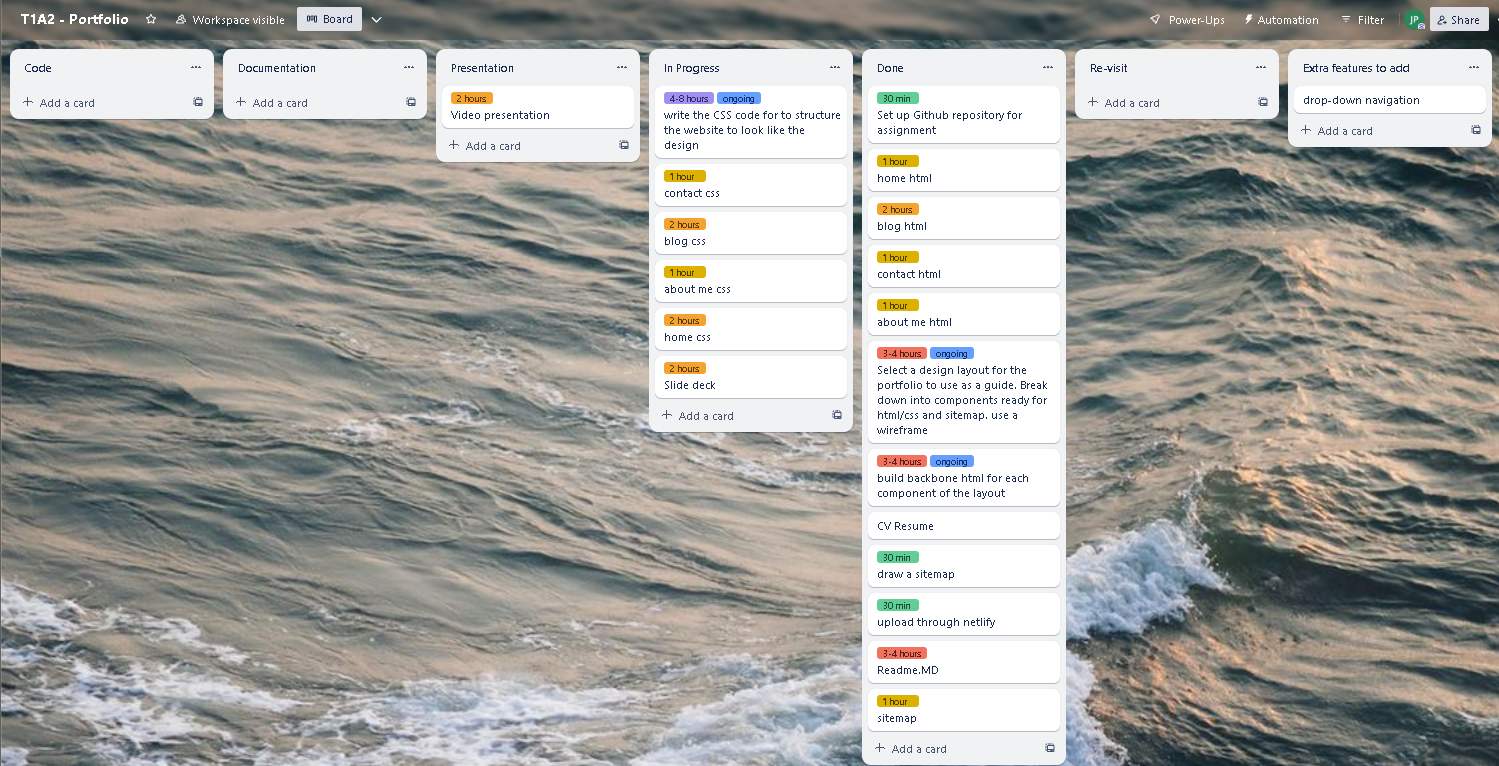 T1A2 - Portfolio
Workspace visible
Board
Power-Ups
Automation
Filter
JP
Share
Code
Add a card
Documentation
Add a card
Presentation
2 hours
Video presentation
Add a card
In Progress
4-8 hours ongoing
write the CSS code for to structure
the website to look like the
design
1 hour
contact css
2 hours
blog css
1 hour
about me css
2 hours
home css
2 hours
Slide deck
Add a card
Done
30 min
Set up Github repository for
assignment
1 hour
home html
2 hours
blog html
1 hour
contact html
1 hour
about me html
3-4 hours ongoing
Select a design layout for the
portfolio to use as a guide. Break
down into components ready for
html/css and sitemap. use a
wireframe
3-4 hours ongoing
build backbone html for each
component of the layout
CV Resume
30 min
draw a sitemap
30 min
upload through netlify
3-4 hours
Readme.MD
1 hour
sitemap
Add a card
Re-visit
Add a card
Extra features to add
drop-down navigation
Add a card